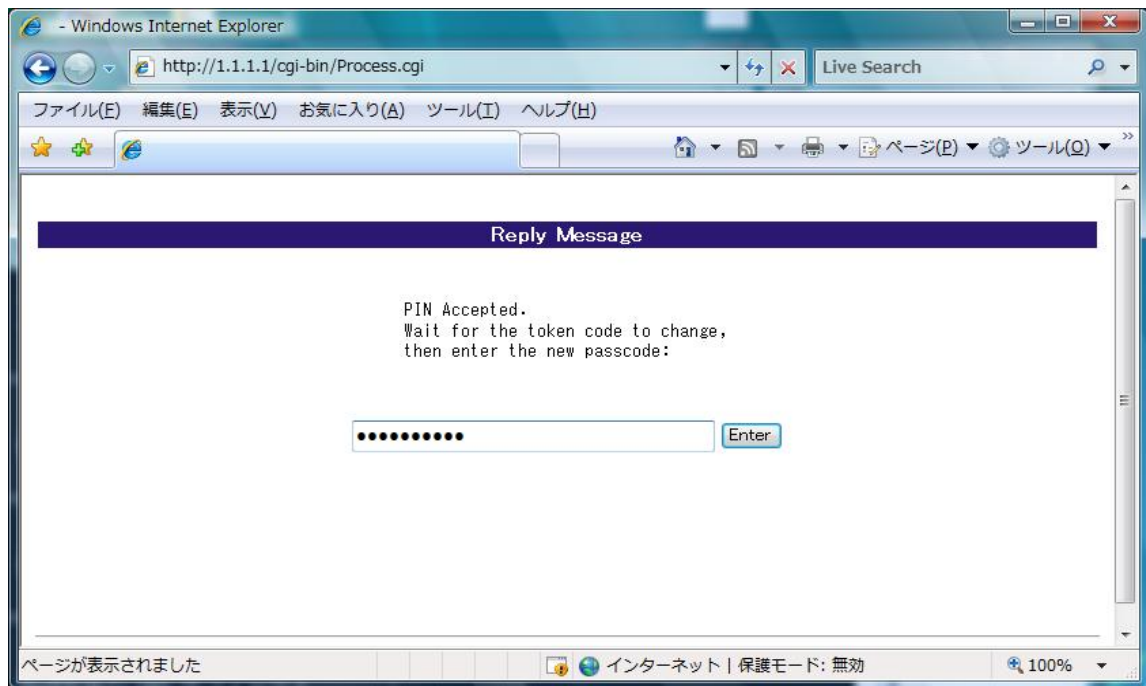 - Windows Internet Explorer
http://1.1.1.1/cgi-bin/Process.cgi
Live Search
ファイル(F) 編集(E) 表示(V) お気に入り(A) ツール(T) ヘルプ(H)
ページ(P) ツール(O)
Reply Message
PIN Accepted.
Wait for the token code to change,
then enter the new passcode:
●●●●●●●●●● Enter
ページが表示されました インターネット | 保護モード: 無効 100%